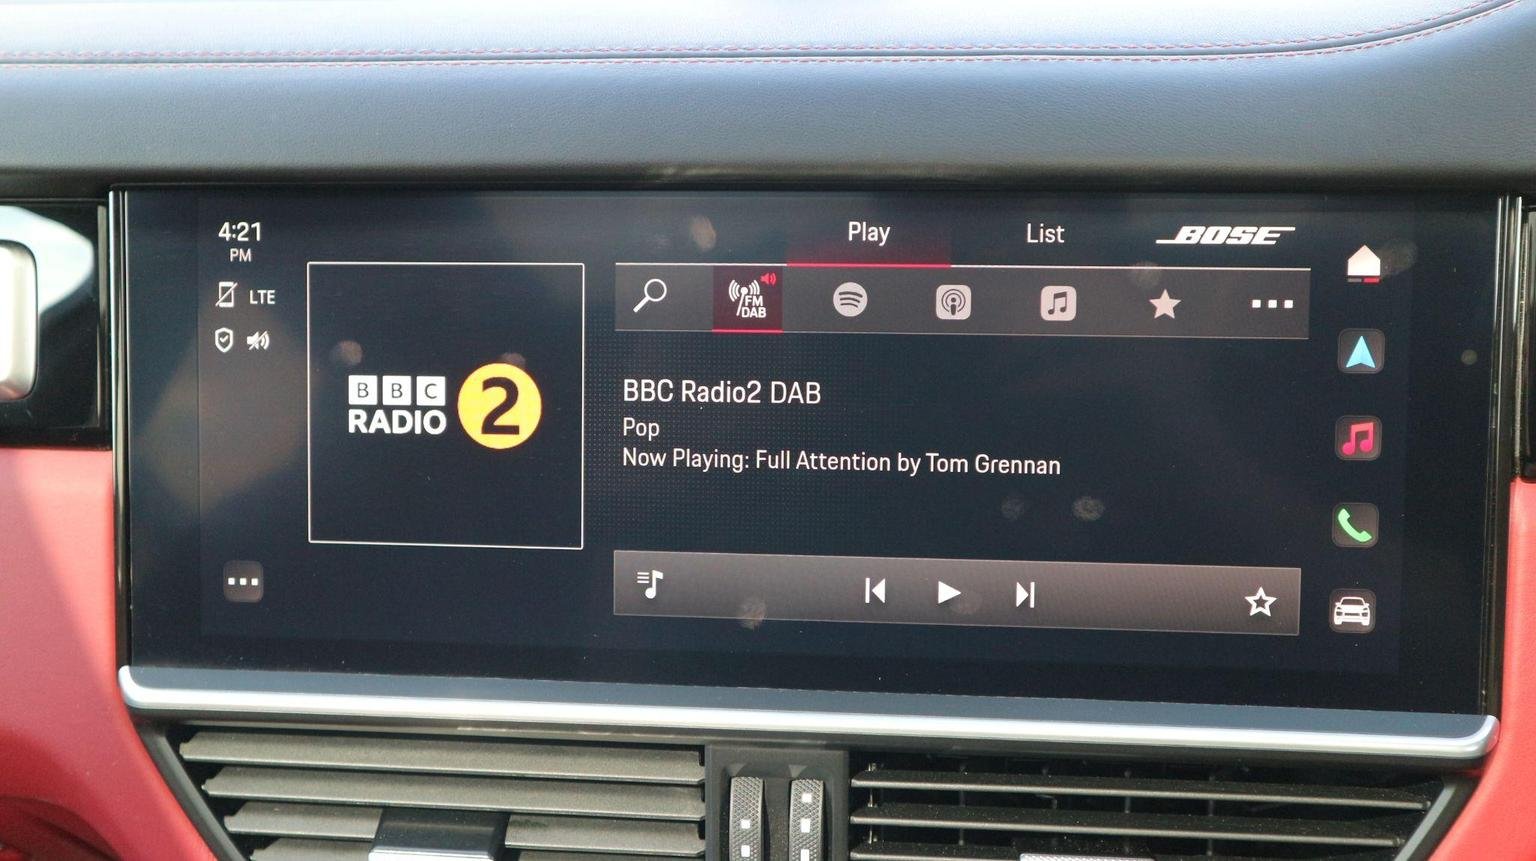 4:21
PM
LTE
Play
List
BOSE
FM
DAB
BBC
RADIO 2
BBC Radio2 DAB
Pop
Now Playing: Full Attention by Tom Grennan